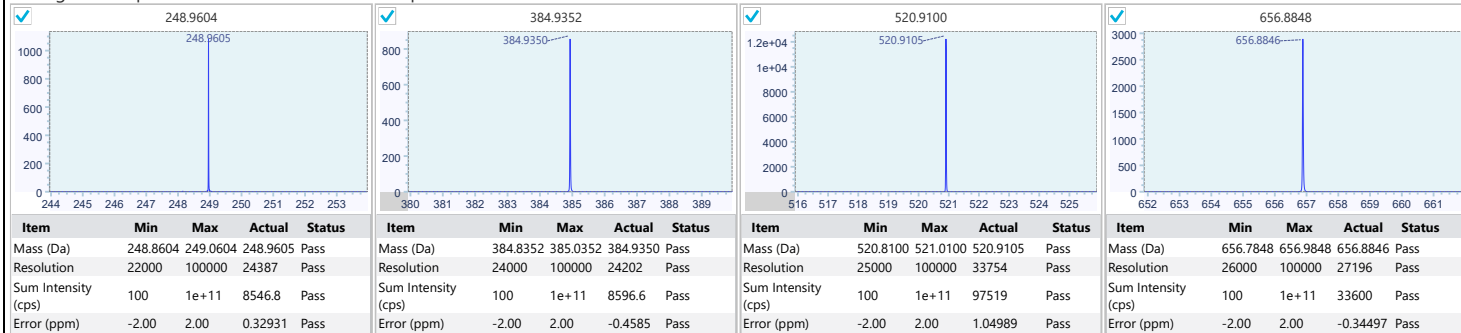 248.9604
248.9605
1000
800
600
400
200
0
244 245 246 247 248 249 250 251 252 253
Item Min Max Actual Status
Mass (Da) 248.8604 249.0604 248.9605 Pass
Resolution 22000 100000 24387 Pass
Sum Intensity (cps) 100 1e+11 8546.8 Pass
Error (ppm) -2.00 2.00 0.32931 Pass
384.9352
384.9350
800
600
400
200
0
380 381 382 383 384 385 386 387 388 389
Item Min Max Actual Status
Mass (Da) 384.8352 385.0352 384.9350 Pass
Resolution 24000 100000 24202 Pass
Sum Intensity (cps) 100 1e+11 8596.6 Pass
Error (ppm) -2.00 2.00 -0.4585 Pass
520.9100
520.9105
1.2e+04
1e+04
8000
6000
4000
2000
0
516 517 518 519 520 521 522 523 524 525
Item Min Max Actual Status
Mass (Da) 520.8100 521.0100 520.9105 Pass
Resolution 25000 100000 33754 Pass
Sum Intensity (cps) 100 1e+11 97519 Pass
Error (ppm) -2.00 2.00 1.04989 Pass
656.8848
656.8846
3000
2500
2000
1500
1000
500
0
652 653 654 655 656 657 658 659 660 661
Item Min Max Actual Status
Mass (Da) 656.7848 656.9848 656.8846 Pass
Resolution 26000 100000 27196 Pass
Sum Intensity (cps) 100 1e+11 33600 Pass
Error (ppm) -2.00 2.00 -0.34497 Pass